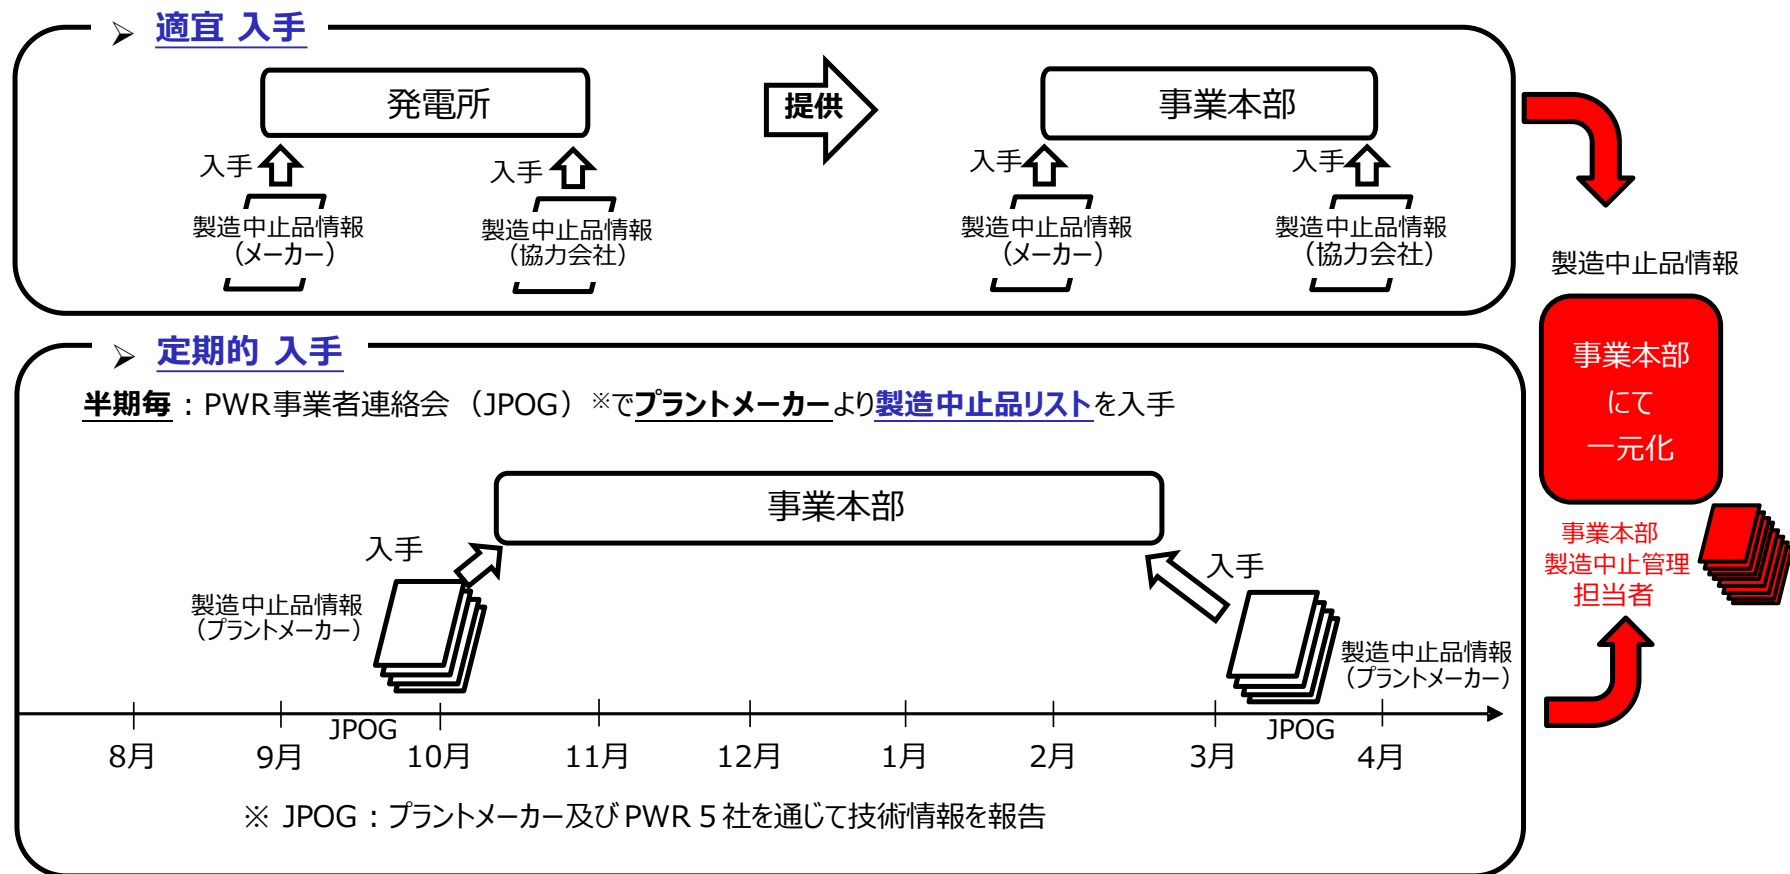 ➢ 適宜 入手
発電所
提供
事業本部
入手
入手
入手
入手
製造中止品情報
（メーカー）
製造中止品情報
（協力会社）
製造中止品情報
（メーカー）
製造中止品情報
（協力会社）
製造中止品情報
事業本部
にて
一元化
事業本部
製造中止管理
担当者
➢ 定期的 入手
半期毎：PWR事業者連絡会（JPOG）※でプラントメーカーより製造中止品リストを入手
事業本部
入手
入手
製造中止品情報
（プラントメーカー）
製造中止品情報
（プラントメーカー）
JPOG
JPOG
8月 9月 10月 11月 12月 1月 2月 3月 4月
※ JPOG：プラントメーカー及びPWR５社を通じて技術情報を報告